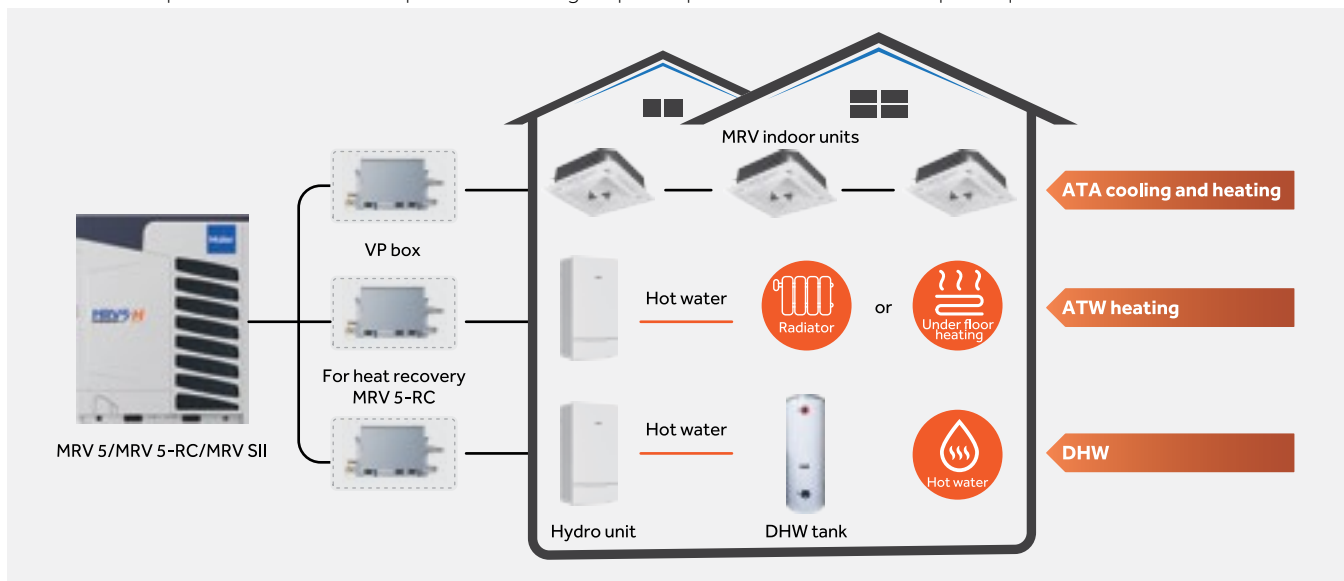 MRV indoor units
ATA cooling and heating
VP box
Haier
MRV5-H
Hot water
Radiator
or
Under floor
heating
ATW heating
For heat recovery
MRV 5-RC
MRV 5/MRV 5-RC/MRV SII
Hot water
Hot water
DHW
Hydro unit
DHW tank